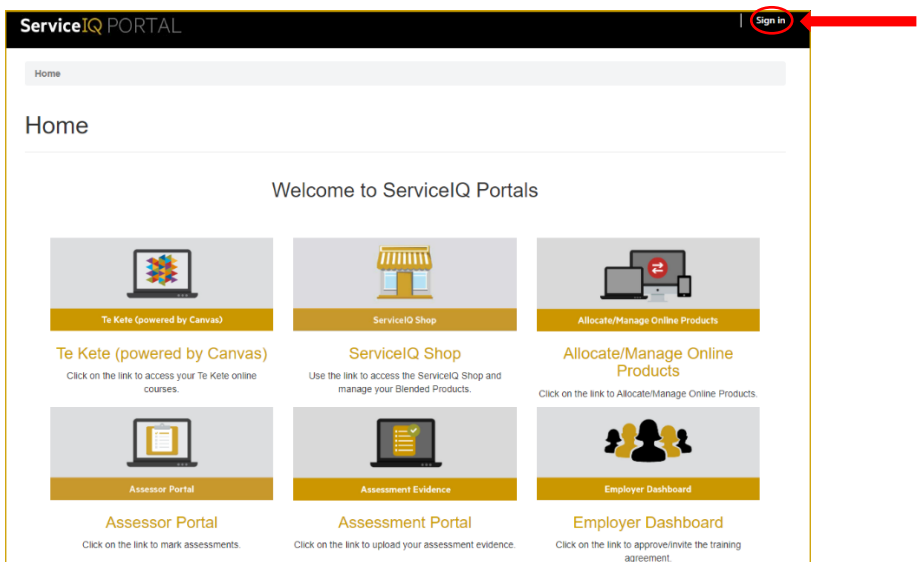 ServiceIQ PORTAL
Sign in
Home
Home
Welcome to ServiceIQ Portals
Te Kete (powered by Canvas)
ServiceIQ Shop
Allocate/Manage Online Products
Te Kete (powered by Canvas)
Click on the link to access your Te Kete online
courses.
ServiceIQ Shop
Use the link to access the ServiceIQ Shop and
manage your Blended Products.
Allocate/Manage Online
Products
Click on the link to Allocate/Manage Online Products.
Assessor Portal
Assessment Evidence
Employer Dashboard
Assessor Portal
Click on the link to mark assessments.
Assessment Portal
Click on the link to upload your assessment evidence.
Employer Dashboard
Click on the link to approve/invite the training
agreement.